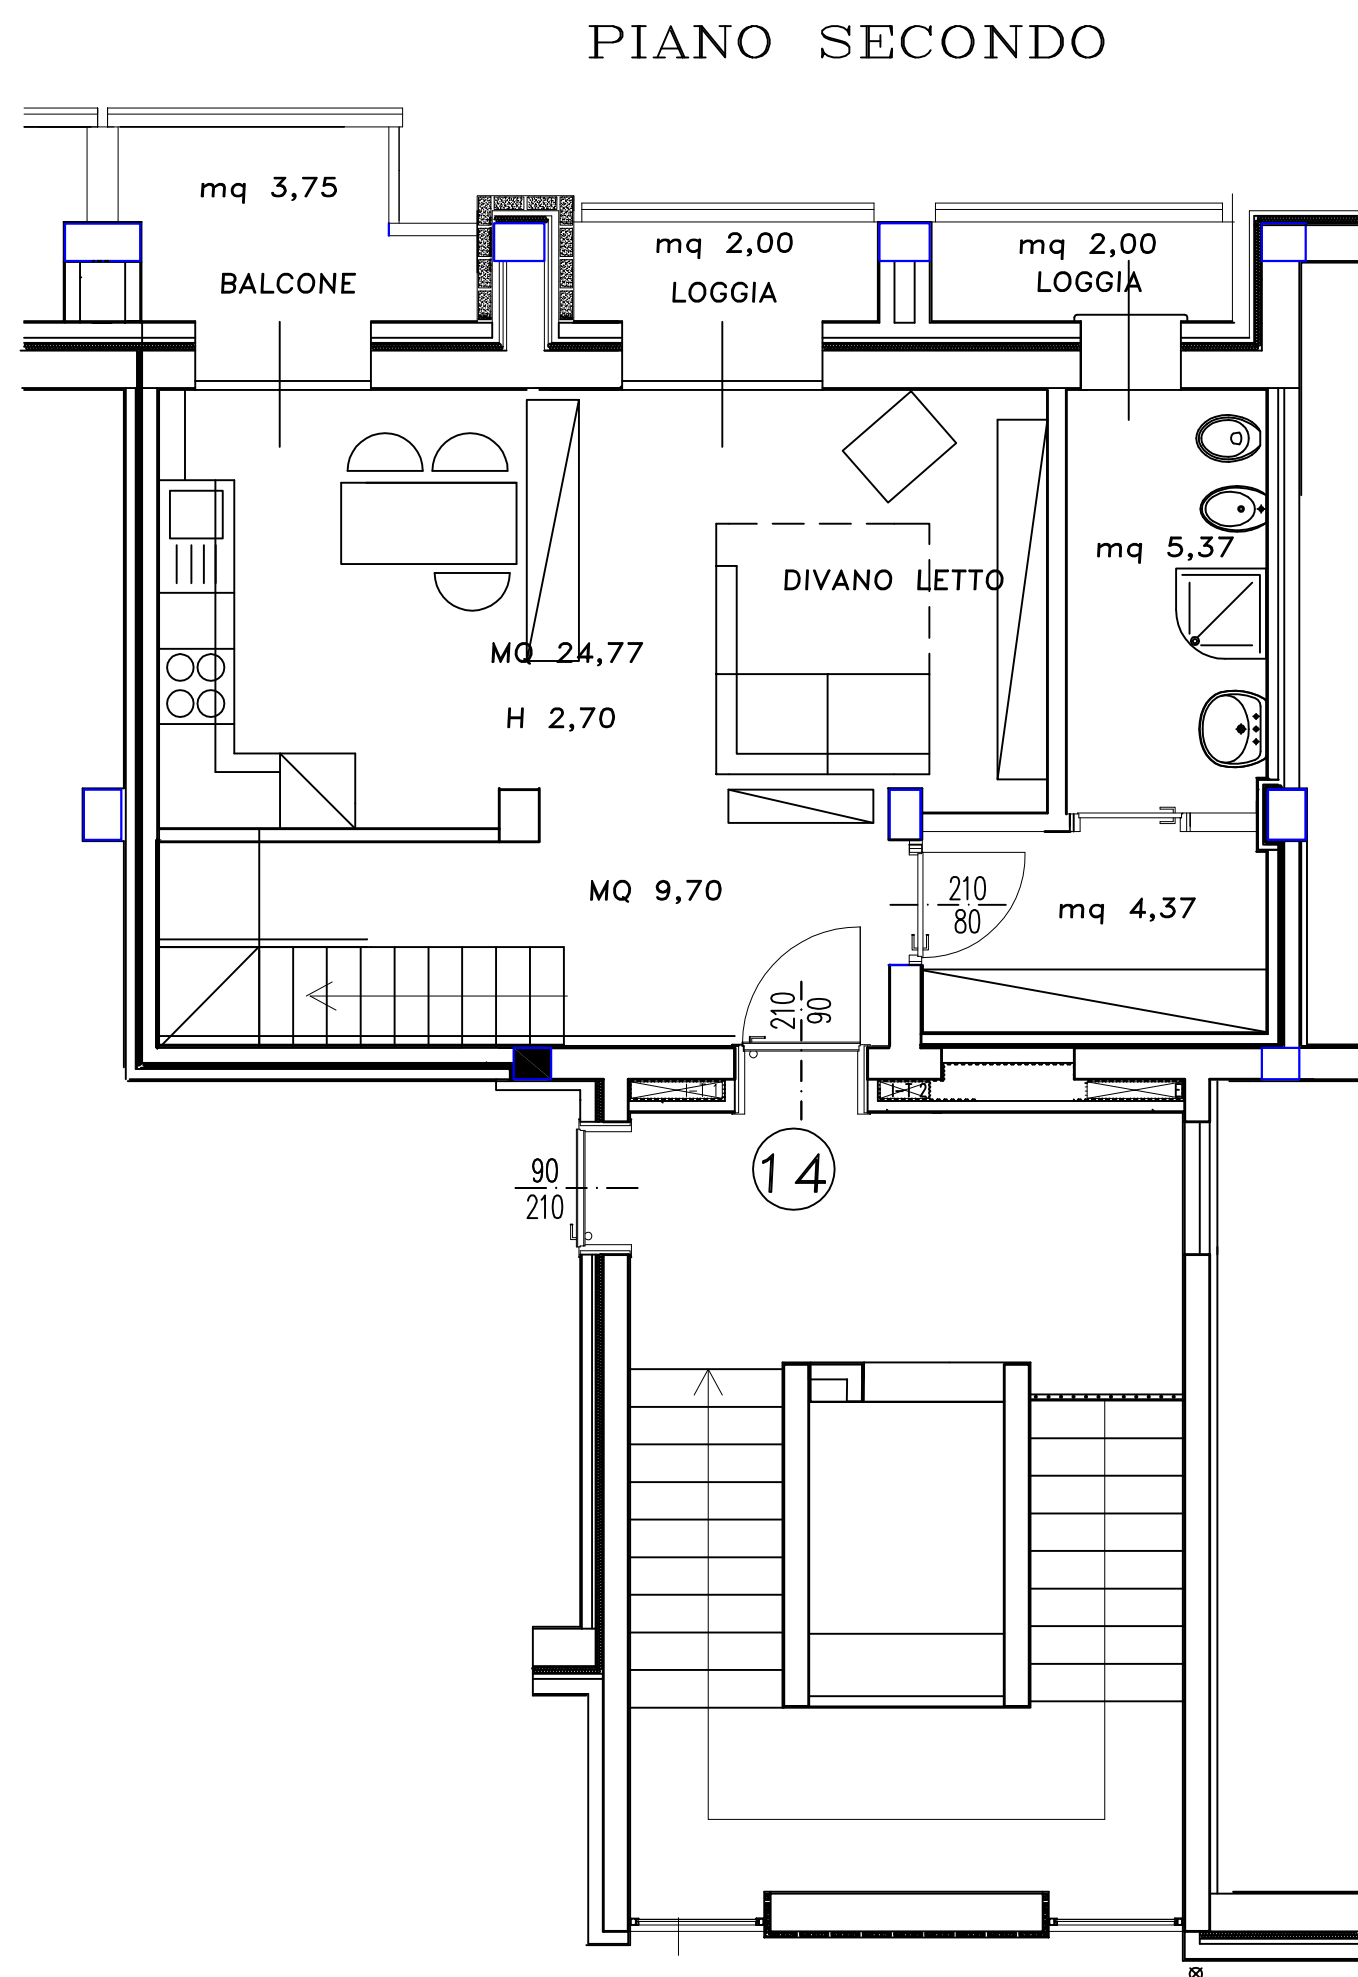 PIANO SECONDO
mq 3,75
BALCONE
mq 2,00
LOGGIA
mq 2,00
LOGGIA
mq 5,37
DIVANO LETTO
MQ 24,77
H 2,70
MQ 9,70
210
80
mq 4,37
210
90
14
90
210